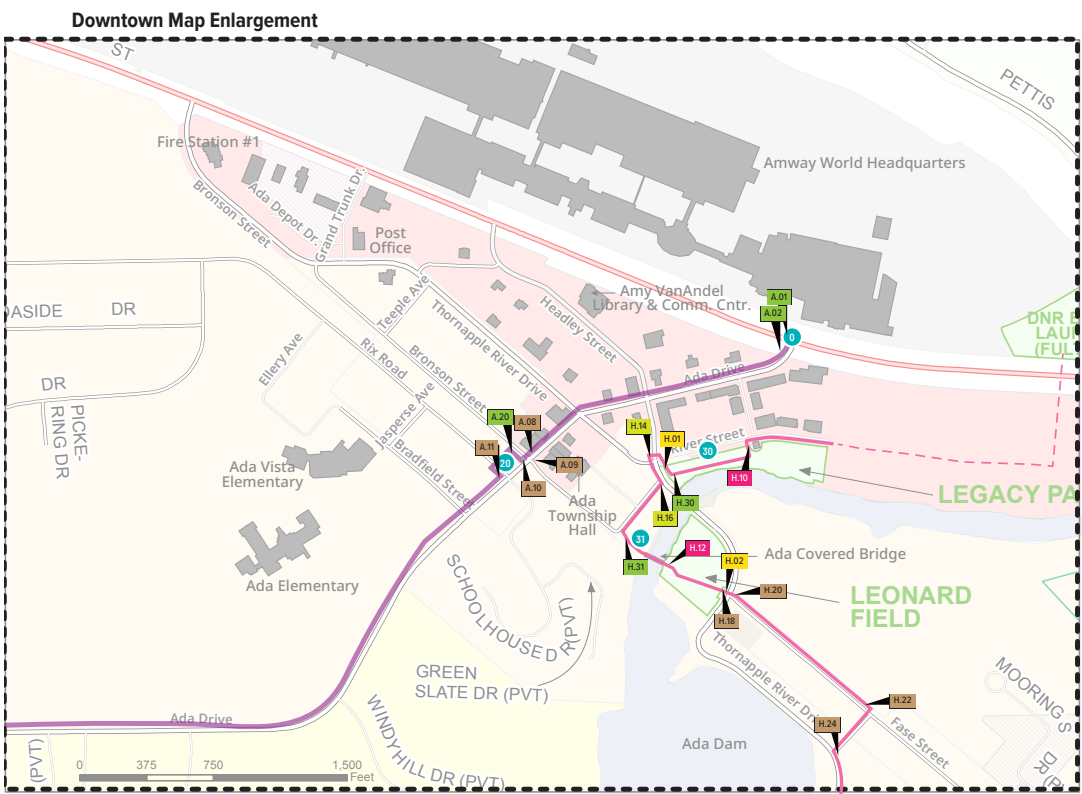 Downtown Map Enlargement
ST
PETTIS
Fire Station #1
Amway World Headquarters
Bronson Street
Ada Depot Dr.
Grand Trunk Dr.
Post
Office
Amy VanAndel
Library & Comm. Cntr.
A.01
A.02
0
DNR
LAU
(FUL
OASIDE DR
Teeple Ave
Thornapple River Drive
Headley Street
Ellery Ave
Rix Road
Bronson Street
Ada Drive
DR
PICKE-
RING DR
Jasperse Ave
Bradfield Street
A.20
A.08
A.11
20
A.09
A.10
H.14
H.01
River Street
30
H.10
Ada Vista
Elementary
Ada
Township
Hall
H.30
H.16
LEGACY PA
31
H.12
H.31
Ada Covered Bridge
H.02
H.20
H.18
LEONARD
FIELD
Ada Elementary
SCHOOLHOUSE DR(PVT)
GREEN
SLATE DR (PVT)
Thornapple River Dri
MOORING S
DR (P
H.22
H.24
Fase Street
Ada Drive
WINDY HILL DR (PVT)
Ada Dam
(PVT)
0 375 750 1,500
Feet